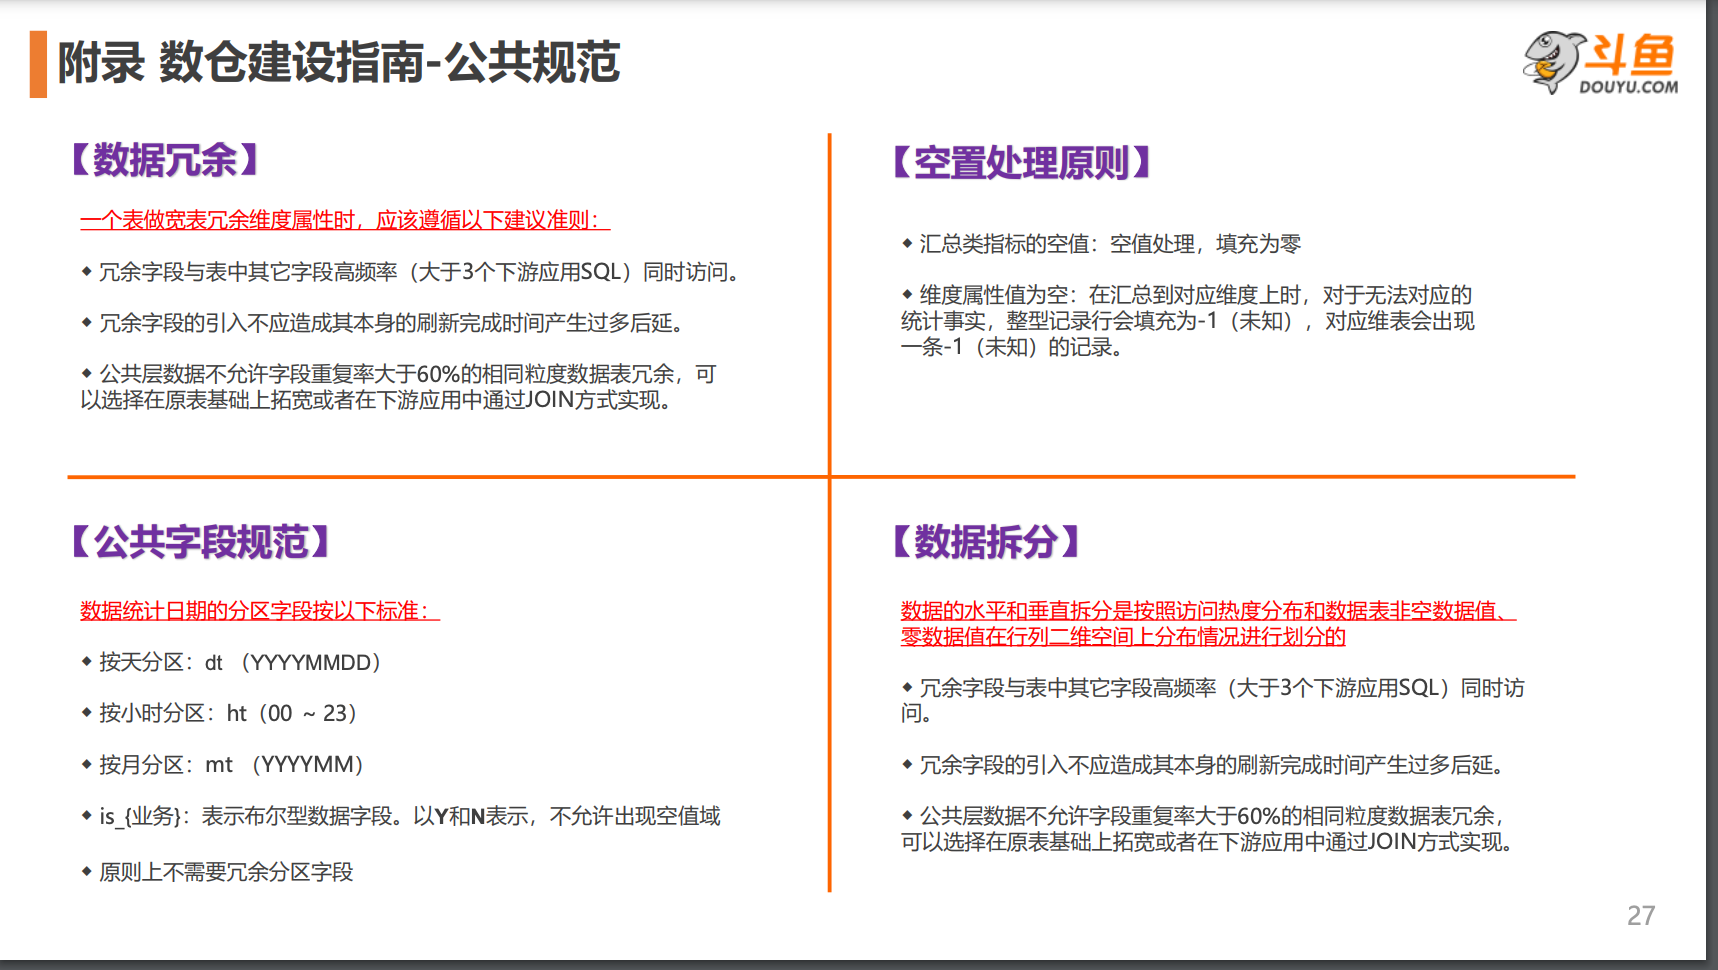 附录 数仓建设指南-公共规范
斗鱼
DOUYU.COM
【数据冗余】
一个表做宽表冗余维度属性时，应该遵循以下建议准则：
◆ 冗余字段与表中其它字段高频率（大于3个下游应用SQL）同时访问。
◆ 冗余字段的引入不应造成其本身的刷新完成时间产生过多后延。
◆ 公共层数据不允许字段重复率大于60%的相同粒度数据表冗余，可
以选择在原表基础上拓宽或者在下游应用中通过JOIN方式实现。
【空置处理原则】
◆ 汇总类指标的空值：空值处理，填充为零
◆ 维度属性值为空：在汇总到对应维度上时，对于无法对应的
统计事实，整型记录行会填充为-1（未知），对应维表会出现
一条-1（未知）的记录。
【公共字段规范】
数据统计日期的分区字段按以下标准：
◆ 按天分区：dt （YYYYMMDD）
◆ 按小时分区：ht（00 ~ 23）
◆ 按月分区：mt （YYYYMM）
◆ is_{业务}：表示布尔型数据字段。以Y和N表示，不允许出现空值域
◆ 原则上不需要冗余分区字段
【数据拆分】
数据的水平和垂直拆分是按照访问热度分布和数据表非空数据值、
零数据值在行列二维空间上分布情况进行划分的
◆ 冗余字段与表中其它字段高频率（大于3个下游应用SQL）同时访
问。
◆ 冗余字段的引入不应造成其本身的刷新完成时间产生过多后延。
◆ 公共层数据不允许字段重复率大于60%的相同粒度数据表冗余，
可以选择在原表基础上拓宽或者在下游应用中通过JOIN方式实现。
27